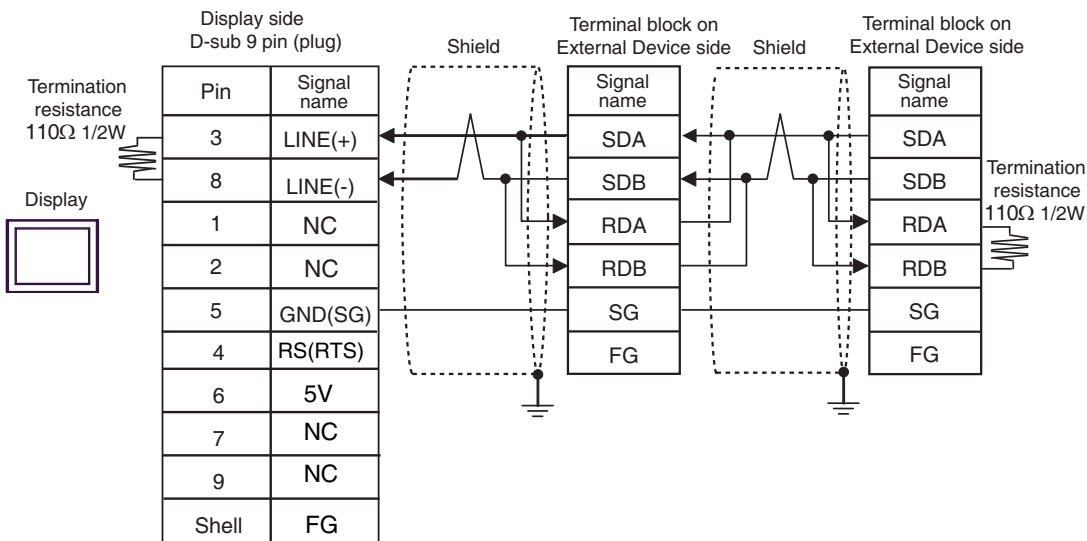 Display side
D-sub 9 pin (plug)
Shield
Terminal block on
External Device side
Shield
Terminal block on
External Device side
Termination
resistance
110Ω 1/2W
Display
Pin
Signal
name
3
LINE(+)
8
LINE(-)
1
NC
2
NC
5
GND(SG)
4
RS(RTS)
6
5V
7
NC
9
NC
Shell
FG
Signal
name
SDA
SDB
RDA
RDB
SG
FG
Signal
name
SDA
SDB
RDA
RDB
SG
FG
Termination
resistance
110Ω 1/2W